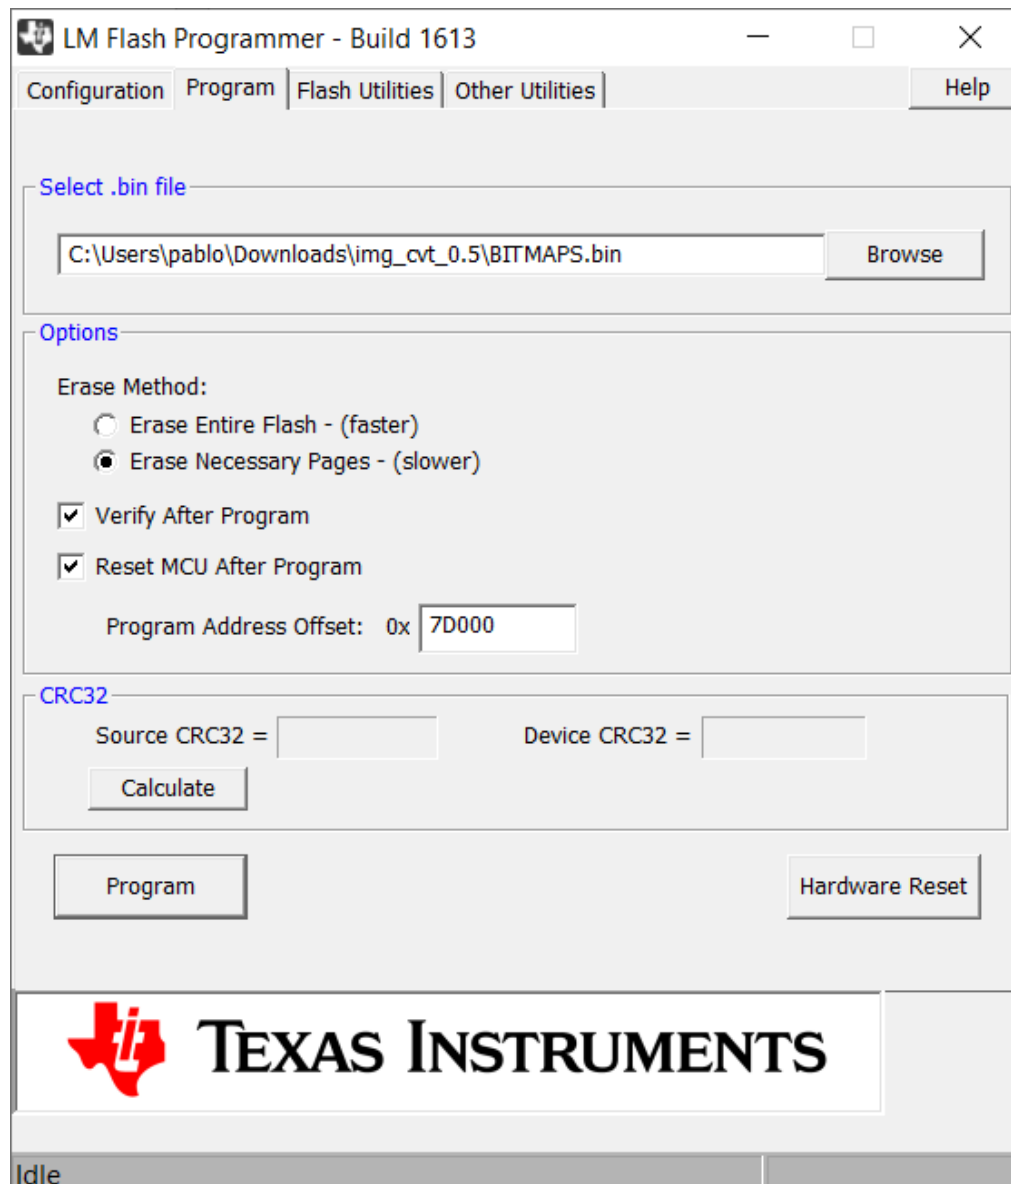 LM Flash Programmer - Build 1613
Configuration Program Flash Utilities Other Utilities Help
Select .bin file
C:\Users\pablo\Downloads\img_cvt_0.5\BITMAPS.bin Browse
Options
Erase Method:
Erase Entire Flash - (faster)
Erase Necessary Pages - (slower)
Verify After Program
Reset MCU After Program
Program Address Offset: 0x 7D000
CRC32
Source CRC32 = Device CRC32 =
Calculate
Program Hardware Reset
TEXAS INSTRUMENTS
Idle